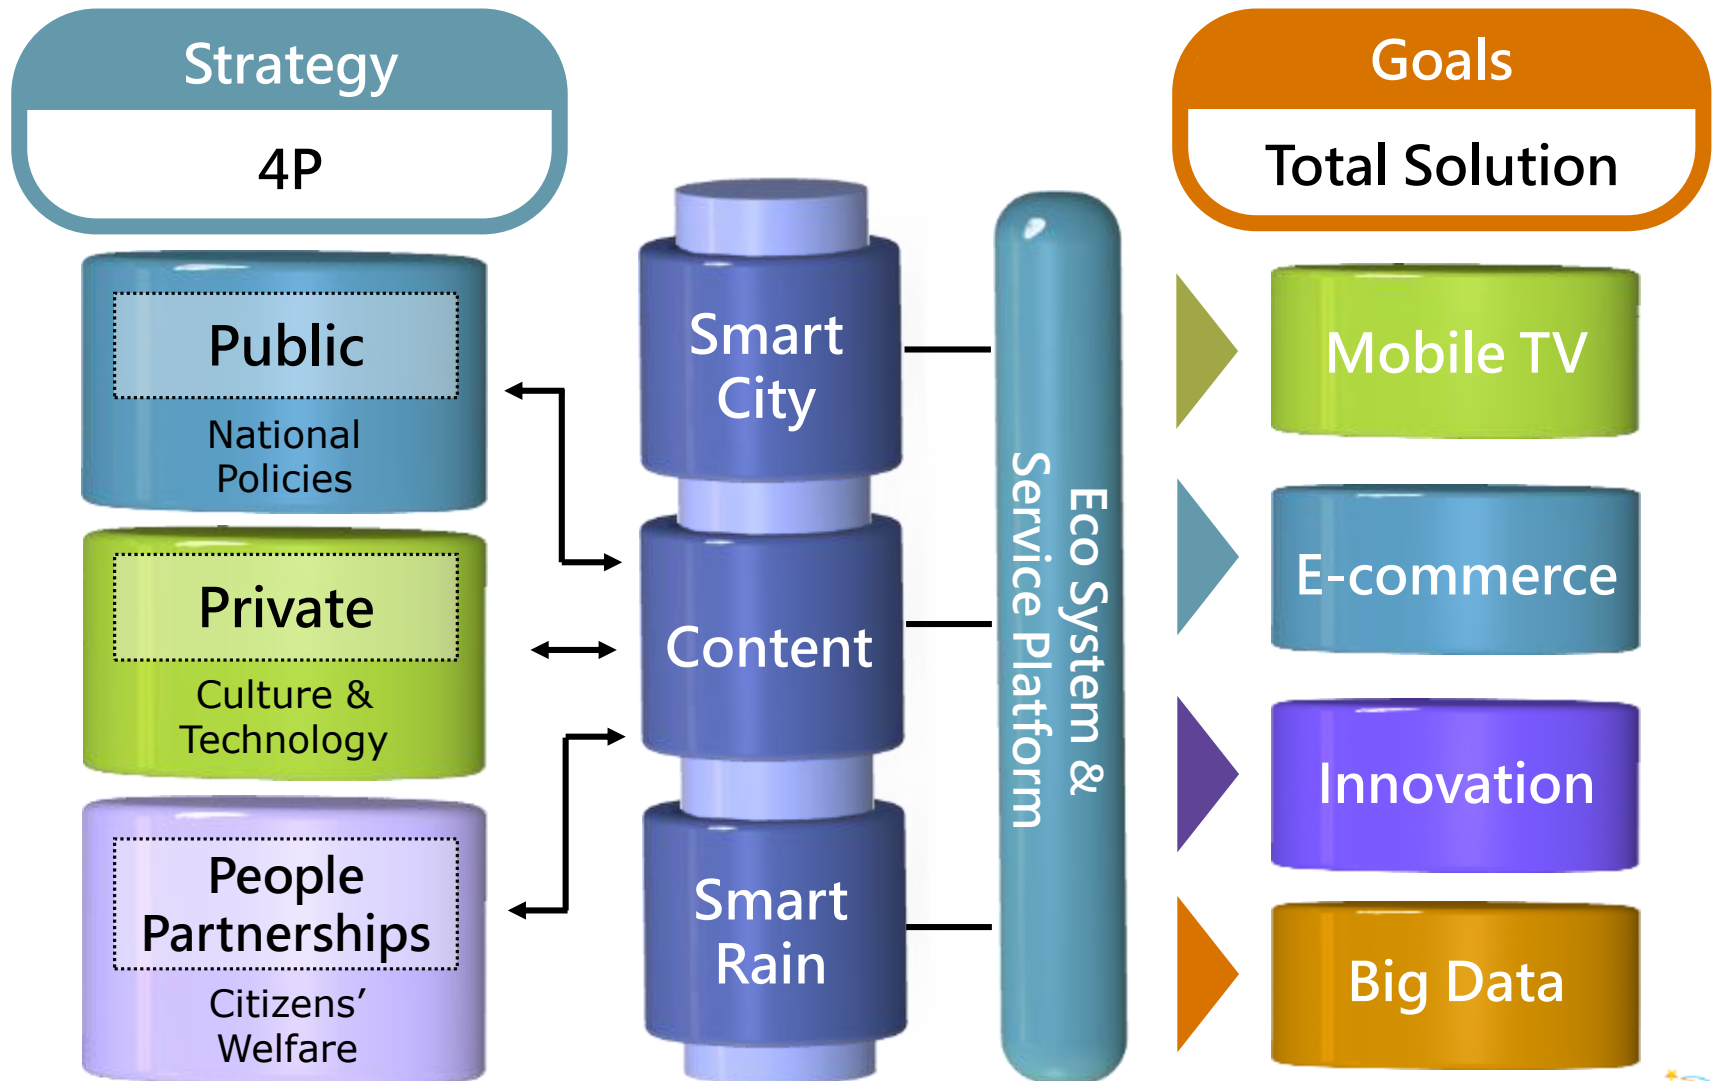 Strategy
4P
Public
National
Policies
Private
Culture &
Technology
People
Partnerships
Citizens’
Welfare
Smart
City
Content
Smart
Rain
Eco System &
Service Platform
Goals
Total Solution
Mobile TV
E-commerce
Innovation
Big Data